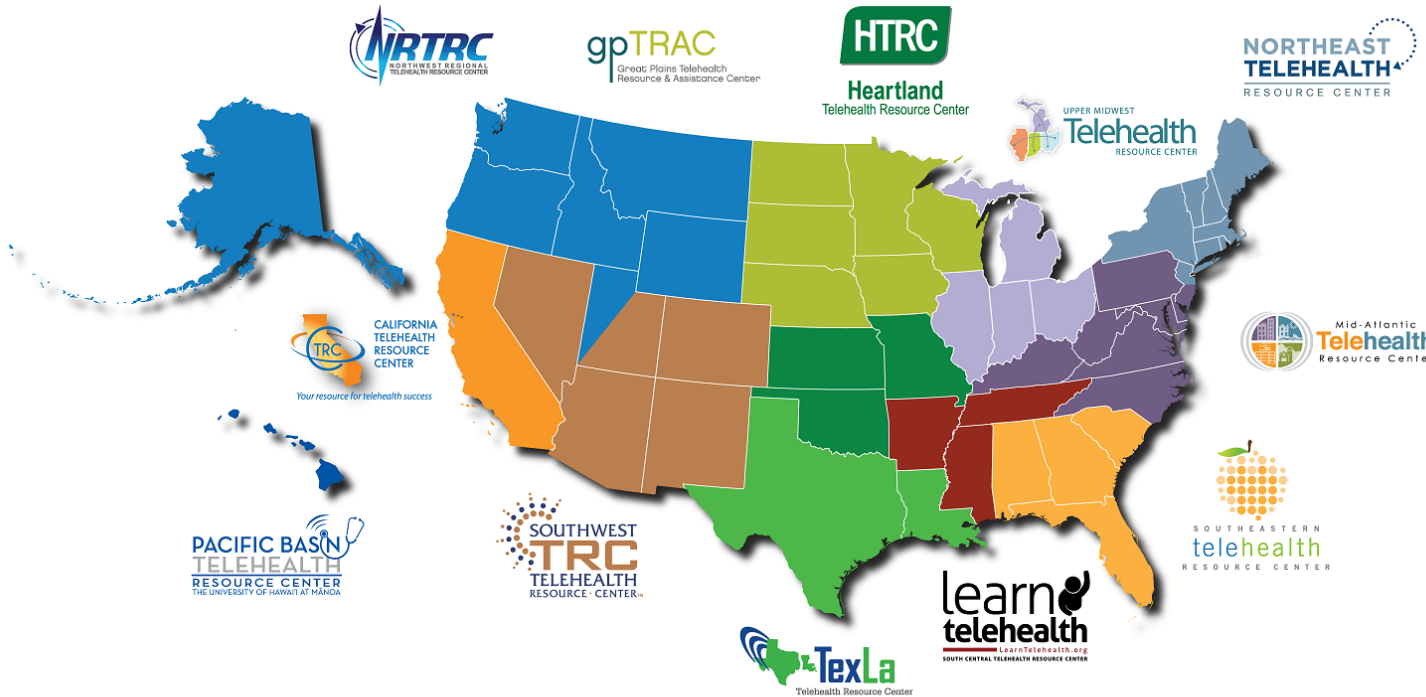 NRTRC
NORTHWEST REGIONAL
TELEHEALTH RESOURCE CENTER
gpTRAC
Great Plains Telehealth
Resource & Assistance Center
HTRC
Heartland
Telehealth Resource Center
NORTHEAST
TELEHEALTH
RESOURCE CENTER
UPPER MIDWEST
Telehealth
RESOURCE CENTER
TRC
CALIFORNIA
TELEHEALTH
RESOURCE
CENTER
Your resource for telehealth success
Mid-Atlantic
Telehealth
Resource Cente
PACIFIC BASIN
TELEHEALTH
RESOURCE CENTER
THE UNIVERSITY OF HAWAI'I AT MĀNOA
SOUTHWEST
TRC
TELEHEALTH
RESOURCE · CENTER™
SOUTHEASTERN
telehealth
RESOURCE CENTER
learn
telehealth
LearnTelehealth.org
SOUTH CENTRAL TELEHEALTH RESOURCE CENTER
TexLa
Telehealth Resource Center